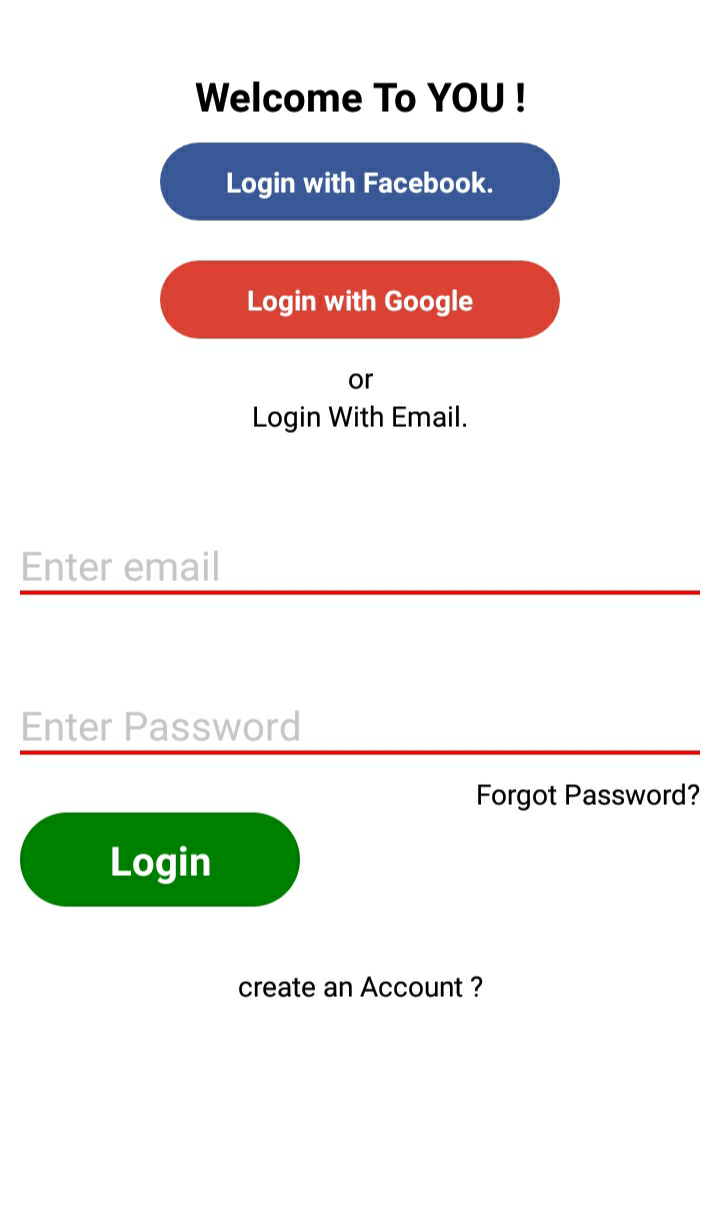 Welcome To YOU !
Login with Facebook.
Login with Google
or
Login With Email.
Enter email
Enter Password
Forgot Password?
Login
create an Account ?